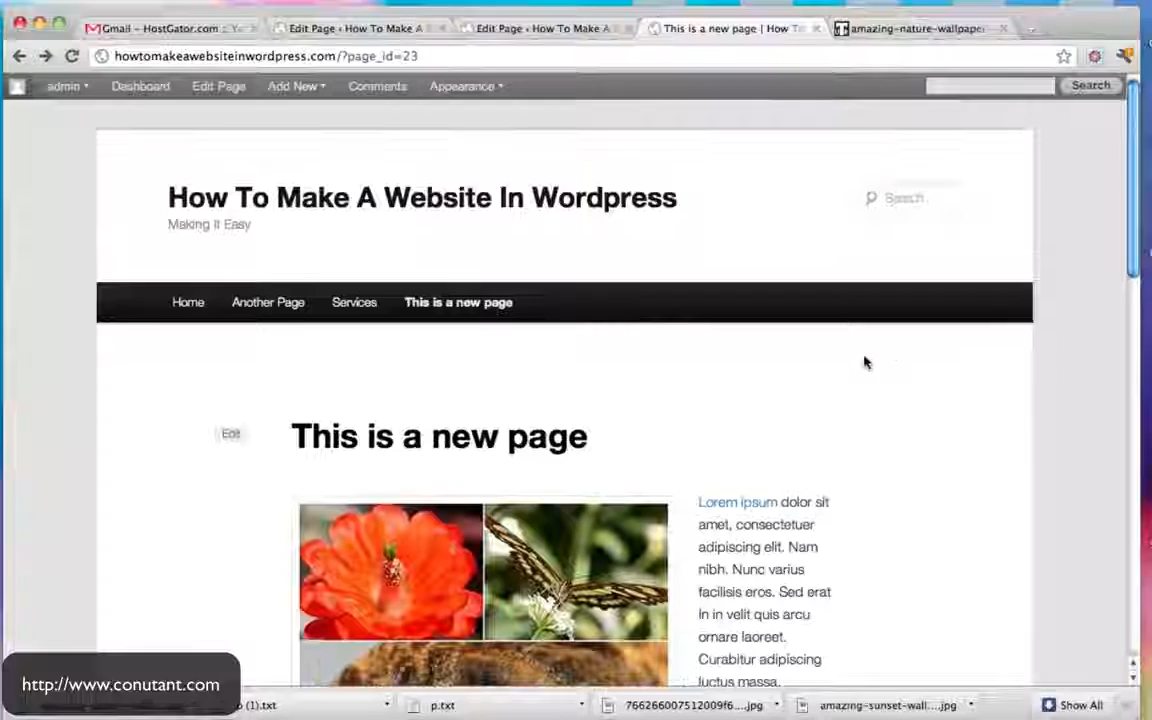 Gmail – HostGator.com :: Y
Edit Page ‹ How To Make A
Edit Page ‹ How To Make A
This is a new page | How T
amazing-nature-wallpape
howtomakeawebsiteinwordpress.com/?page_id=23
admin
Dashboard
Edit Page
Add New
Comments
Appearance
Search
How To Make A Website In Wordpress
Making It Easy
Search
Home
Another Page
Services
This is a new page
Edit
This is a new page
Lorem ipsum dolor sit
amet, consectetuer
adipiscing elit. Nam
nibh. Nunc varius
facilisis eros. Sed erat
in in velit quis arcu
ornare laoreet.
Curabitur adipiscing
luctus massa.
http://www.conutant.com
(1).txt
p.txt
766266007512009f6....jpg
amazing-sunset-wall....jpg
Show All